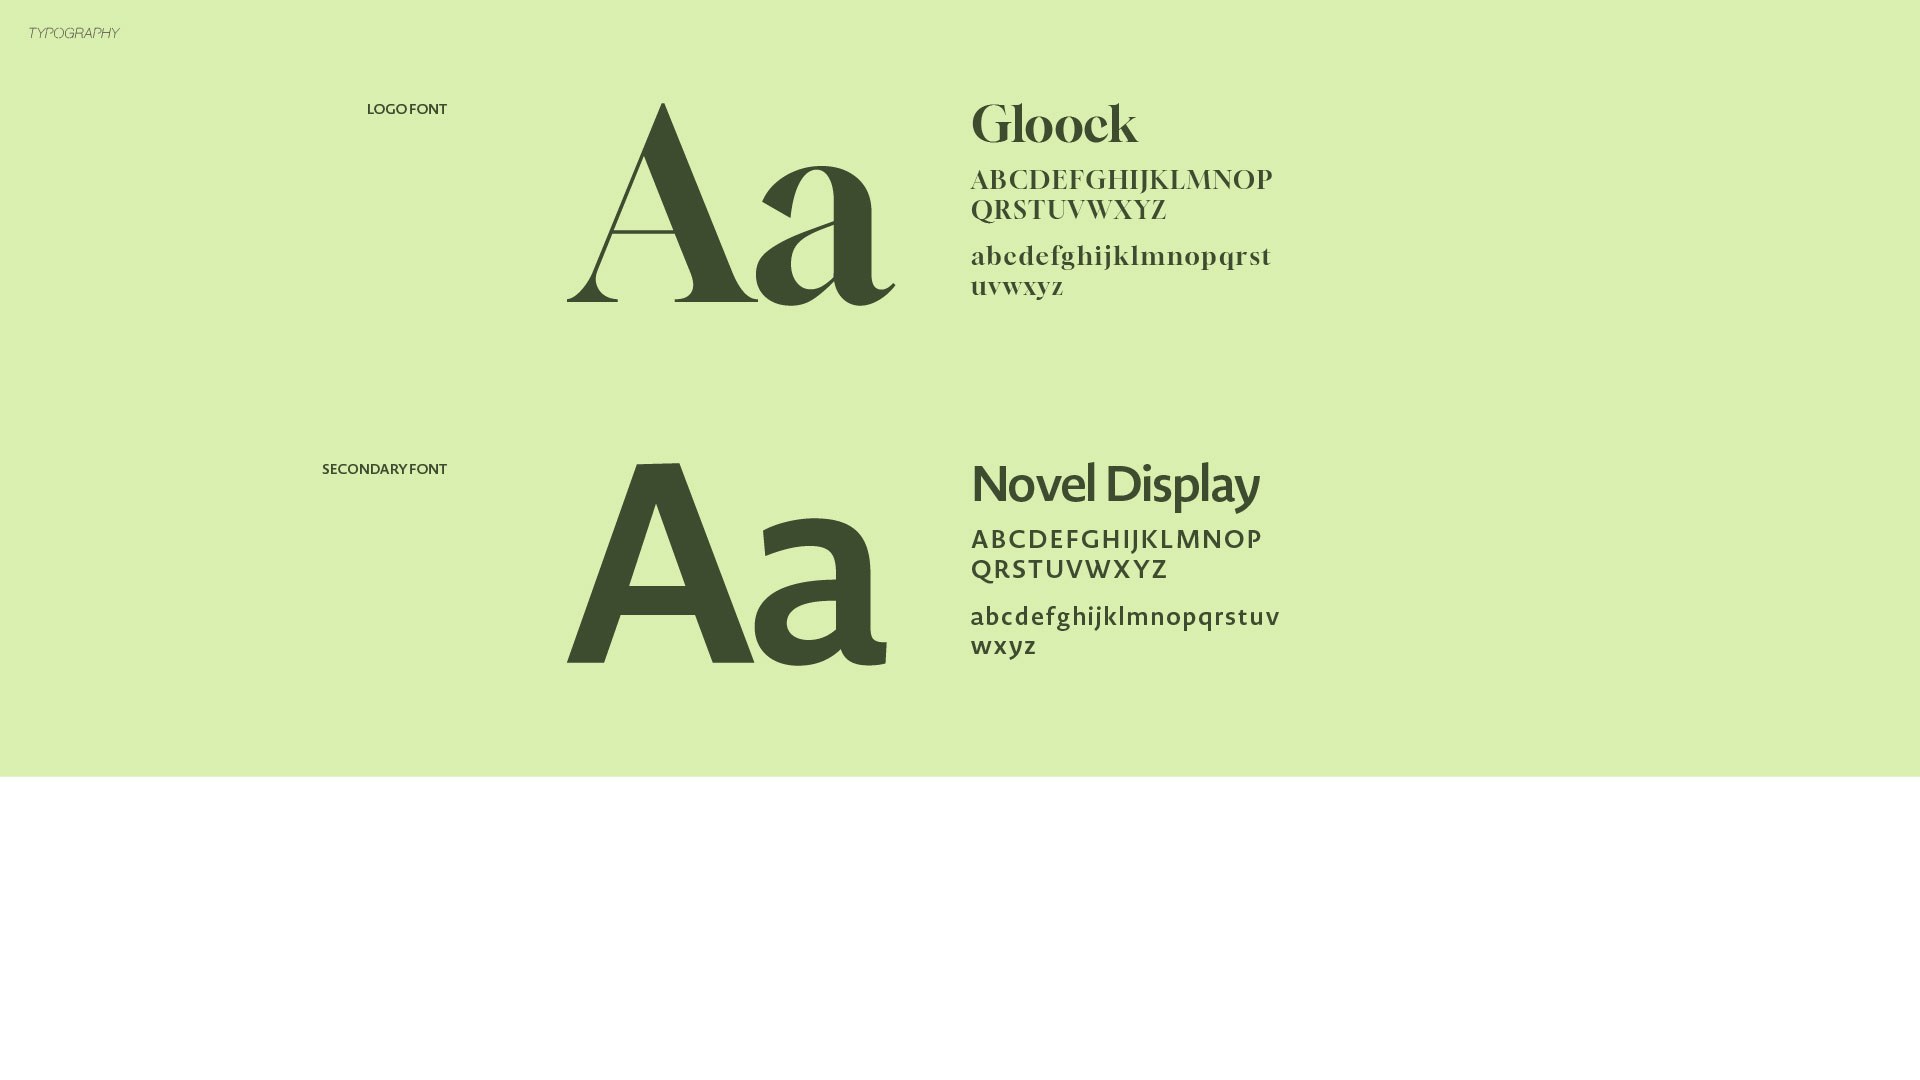 TYPOGRAPHY
LOGO FONT
Aa
Gloock
ABCDEFGHIJKLMNOP
QRSTUVWXYZ
abcdefghijklmnopqrst
uvwxyz
SECONDARY FONT
Aa
Novel Display
ABCDEFGHIJKLMNOP
QRSTUVWXYZ
abcdefghijklmnopqrstuv
wxyz